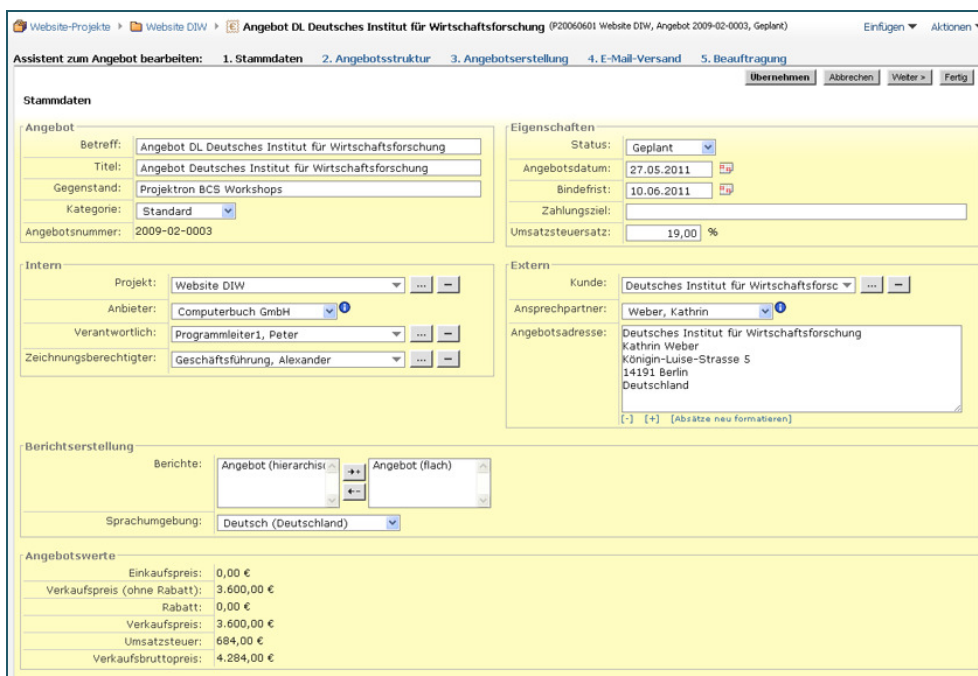 Website-Projekte Website DIW Angebot DL Deutsches Institut für Wirtschaftsforschung (P20060601 Website DIW, Angebot 2009-02-0003, Geplant) Einfügen Aktionen
Assistent zum Angebot bearbeiten: 1. Stammdaten 2. Angebotsstruktur 3. Angebotserstellung 4. E-Mail-Versand 5. Beauftragung
Übernehmen Abbrechen Weiter > Fertig
Stammdaten
Angebot
Betreff: Angebot DL Deutsches Institut für Wirtschaftsforschung
Titel: Angebot Deutsches Institut für Wirtschaftsforschung
Gegenstand: Projektron BCS Workshops
Kategorie: Standard
Angebotsnummer: 2009-02-0003
Eigenschaften
Status: Geplant
Angebotsdatum: 27.05.2011
Bindefrist: 10.06.2011
Zahlungsziel:
Umsatzsteuersatz: 19,00 %
Intern
Projekt: Website DIW ... −
Anbieter: Computerbuch GmbH
Verantwortlich: Programmleiter1, Peter ... −
Zeichnungsberechtigter: Geschäftsführung, Alexander ... −
Extern
Kunde: Deutsches Institut für Wirtschaftsforsc ... −
Ansprechpartner: Weber, Kathrin
Angebotsadresse: Deutsches Institut für Wirtschaftsforschung
Kathrin Weber
Königin-Luise-Strasse 5
14191 Berlin
Deutschland
[-] [+] [Absätze neu formatieren]
Berichtserstellung
Berichte: Angebot (hierarchisc Angebot (flach)
Sprachumgebung: Deutsch (Deutschland)
Angebotswerte
Einkaufspreis: 0,00 €
Verkaufspreis (ohne Rabatt): 3.600,00 €
Rabatt: 0,00 €
Verkaufspreis: 3.600,00 €
Umsatzsteuer: 684,00 €
Verkaufsbruttopreis: 4.284,00 €